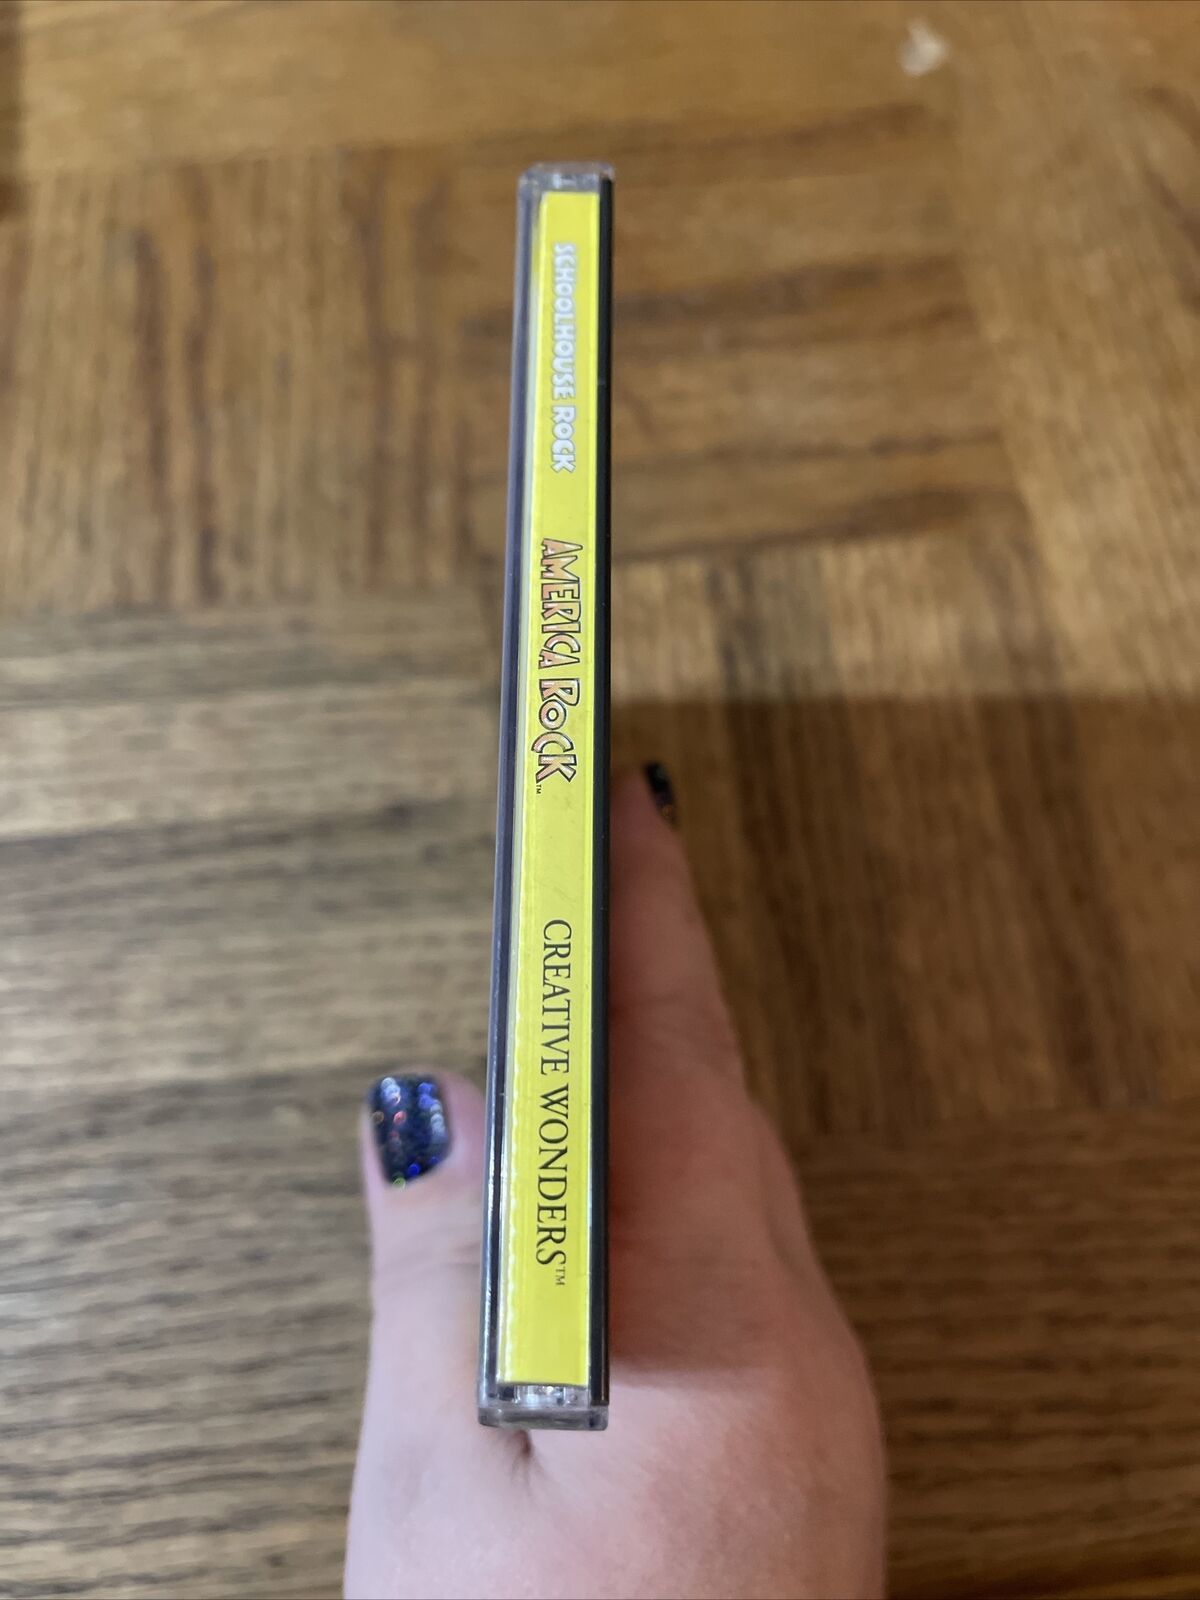 SCHOOLHOUSE ROCK
AMERICA ROCK™
CREATIVE WONDERS™